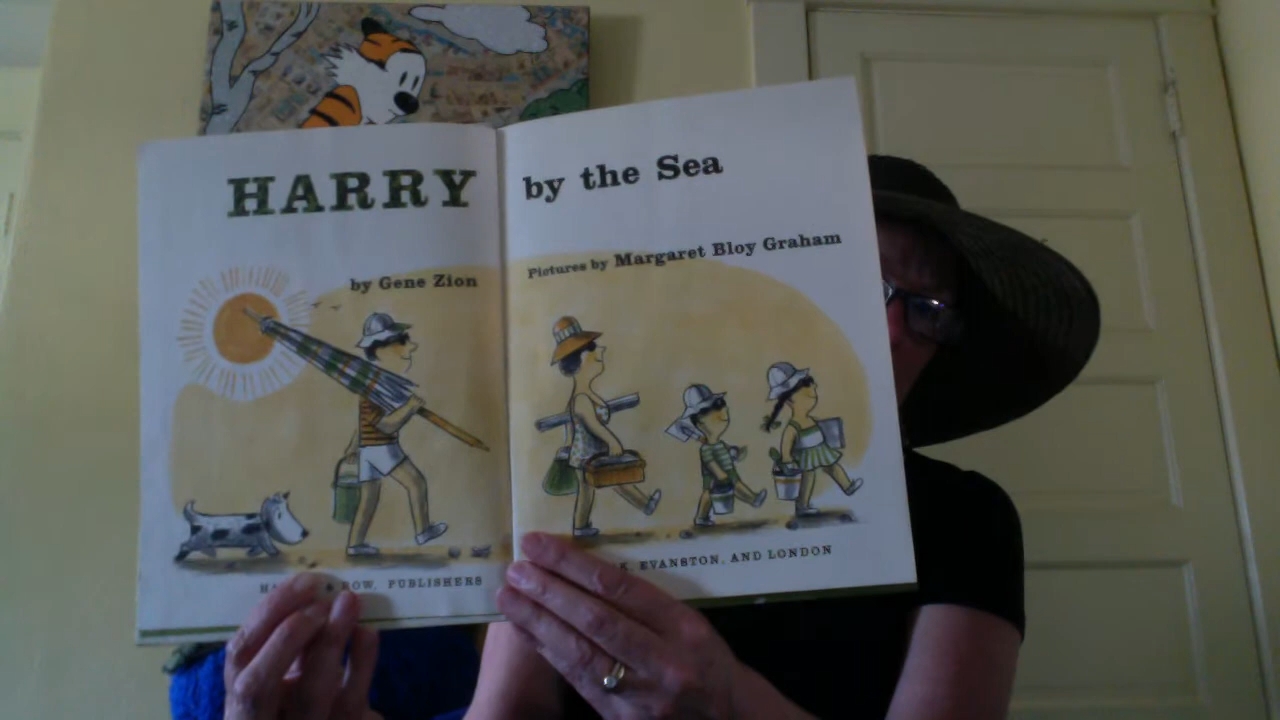 HARRY by the Sea
by Gene Zion
Pictures by Margaret Bloy Graham
ROW, PUBLISHERS
EVANSTON, AND LONDON